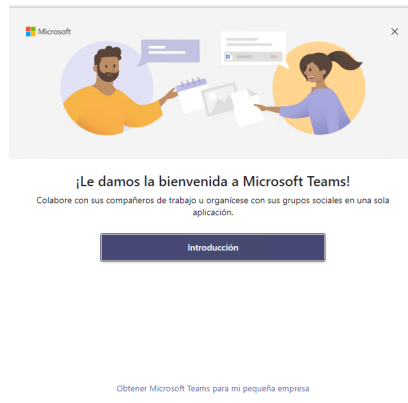 Microsoft
¡Le damos la bienvenida a Microsoft Teams!
Colabore con sus compañeros de trabajo u organícese con sus grupos sociales en una sola
aplicación.
Introducción
Obtener Microsoft Teams para mi pequeña empresa